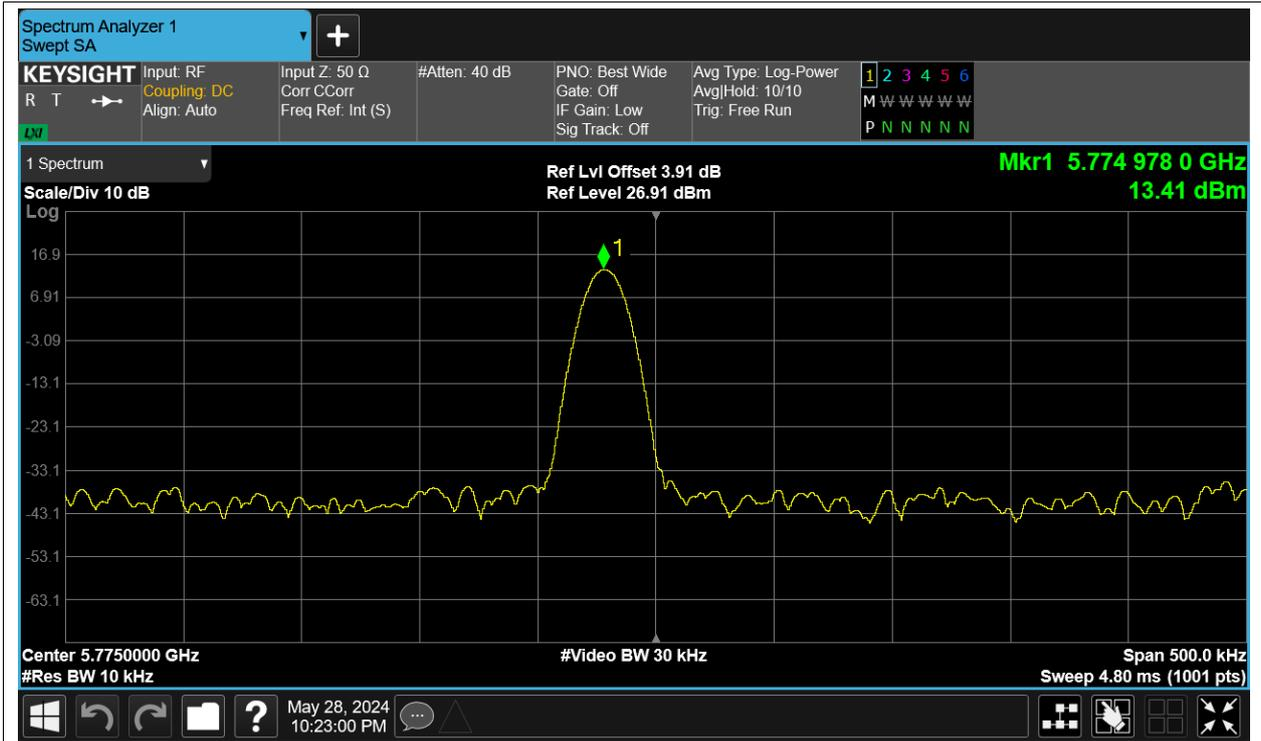 Spectrum Analyzer 1
Swept SA
+
KEYSIGHT
R T
LXI
Input: RF
Coupling: DC
Align: Auto
Input Z: 50 Ω
Corr CCorr
Freq Ref: Int (S)
#Atten: 40 dB
PNO: Best Wide
Gate: Off
IF Gain: Low
Sig Track: Off
Avg Type: Log-Power
Avg|Hold: 10/10
Trig: Free Run
1 2 3 4 5 6
M W W W W W
P N N N N N
1 Spectrum
Scale/Div 10 dB
Log
Ref Lvl Offset 3.91 dB
Ref Level 26.91 dBm
Mkr1 5.774 978 0 GHz
13.41 dBm
1
16.9
6.91
-3.09
-13.1
-23.1
-33.1
-43.1
-53.1
-63.1
Center 5.7750000 GHz
#Res BW 10 kHz
#Video BW 30 kHz
Span 500.0 kHz
Sweep 4.80 ms (1001 pts)
?
May 28, 2024
10:23:00 PM